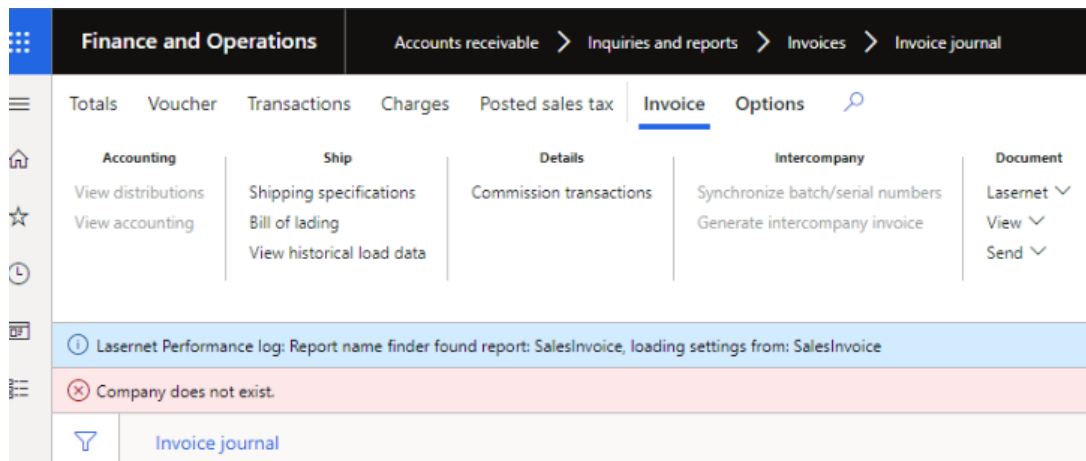 Finance and Operations Accounts receivable > Inquiries and reports > Invoices > Invoice journal
Totals Voucher Transactions Charges Posted sales tax Invoice Options
Accounting Ship Details Intercompany Document
View distributions Shipping specifications Commission transactions Synchronize batch/serial numbers Lasernet
View accounting Bill of lading Generate intercompany invoice View
View historical load data Send
Lasernet Performance log: Report name finder found report: SalesInvoice, loading settings from: SalesInvoice
Company does not exist.
Invoice journal